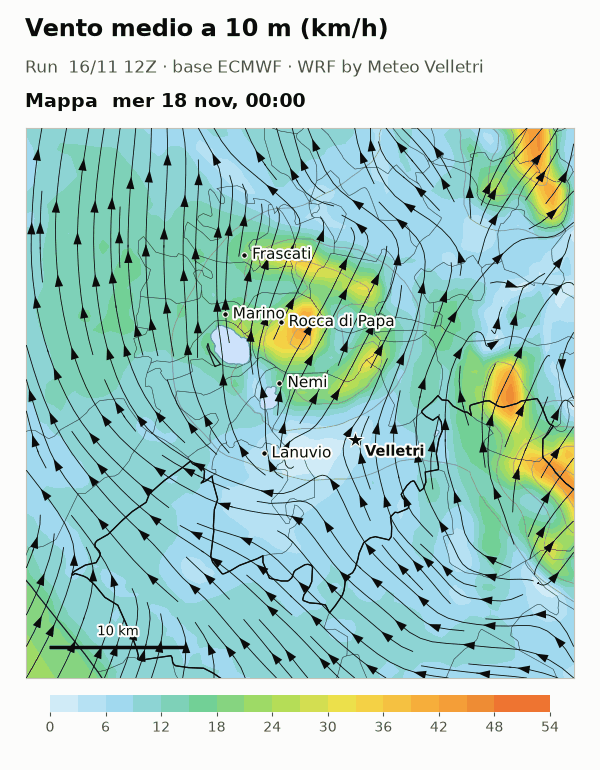 Vento medio a 10 m (km/h)
Run 16/11 12Z · base ECMWF · WRF by Meteo Velletri
Mappa mer 18 nov, 00:00
Frascati
Marino
Rocca di Papa
Nemi
Velletri
Lanuvio
10 km
0 6 12 18 24 30 36 42 48 54